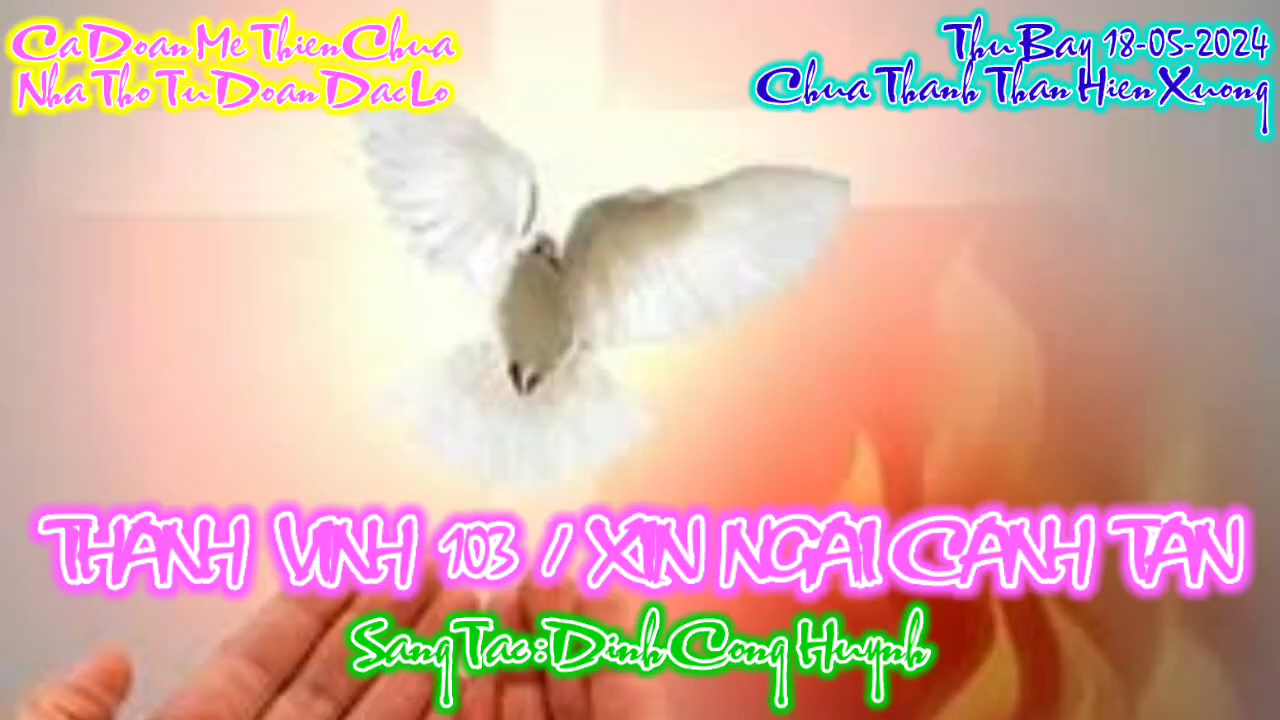 Ca Doan Me Thien Chua
Nha Tho Tu Doan Dac Lo
Thu Bay 18-05-2024
Chua Thanh Than Hien Xuong
THANH VINH 103 / XIN NGAI CANH TAN
Sang Tac : Dinh Cong Huynh